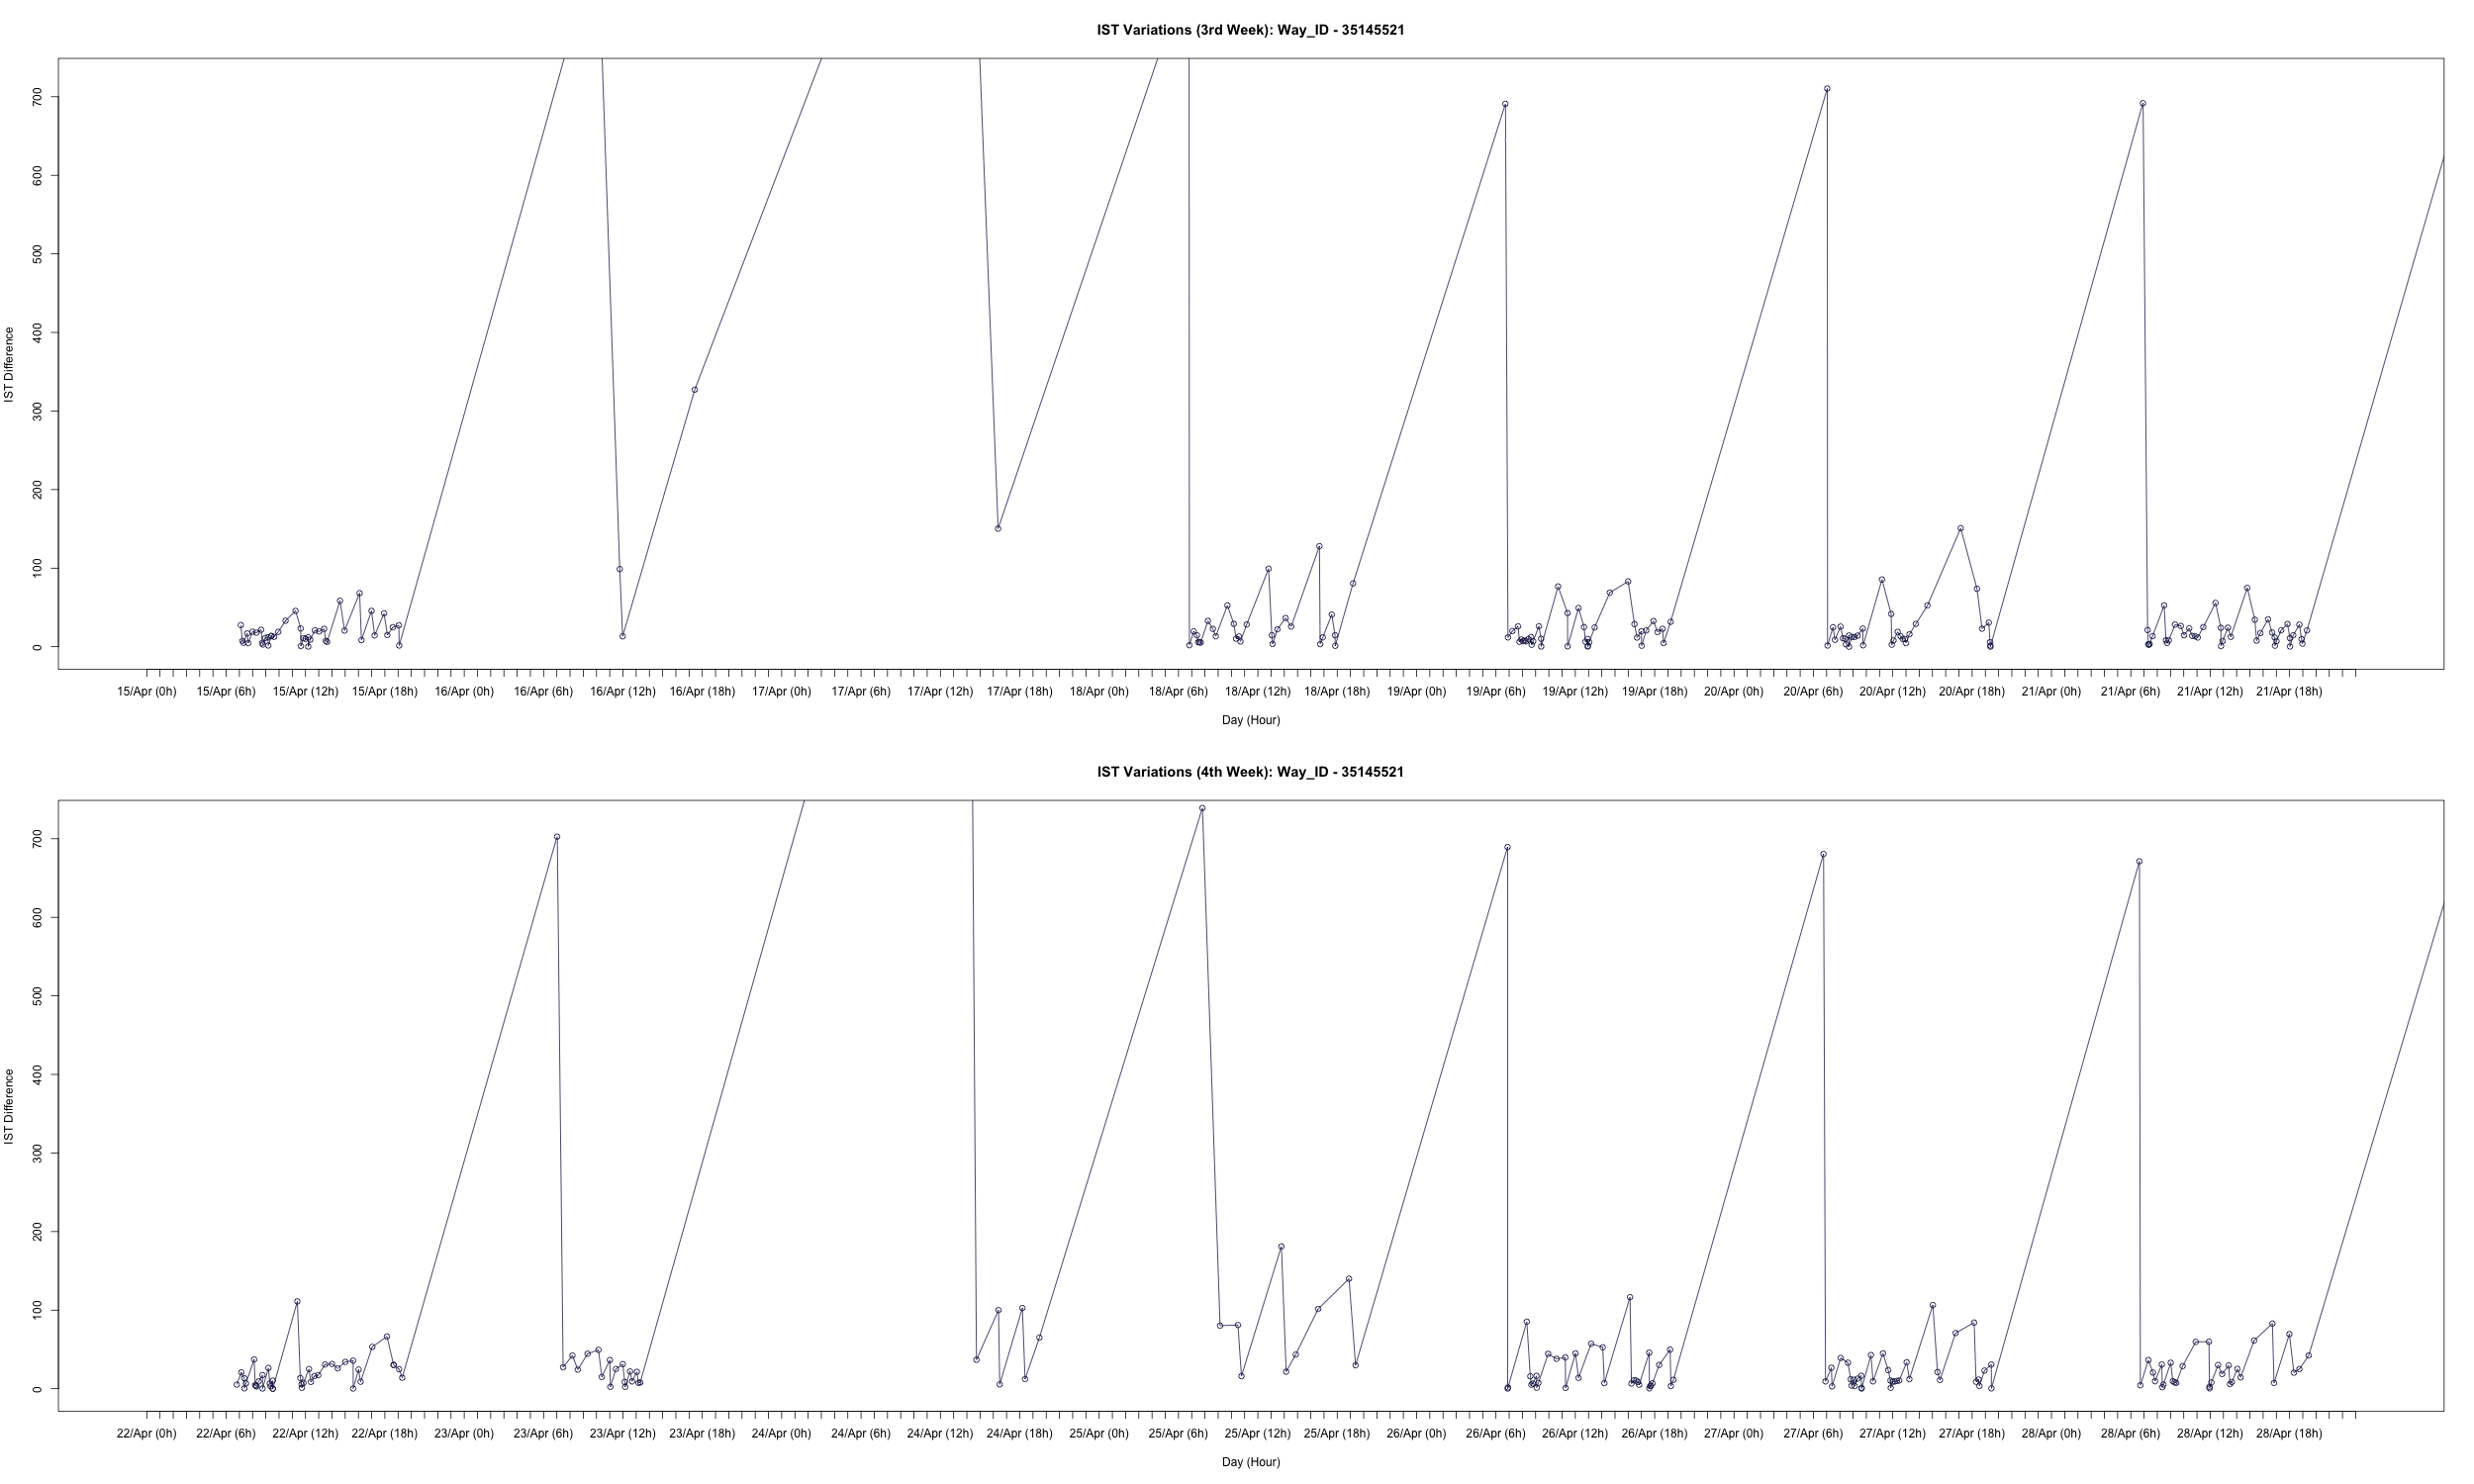 IST Variations (3rd Week): Way_ID - 35145521
IST Difference
700
600
500
400
300
200
100
0
15/Apr (0h) 15/Apr (6h) 15/Apr (12h) 15/Apr (18h) 16/Apr (0h) 16/Apr (6h) 16/Apr (12h) 16/Apr (18h) 17/Apr (0h) 17/Apr (6h) 17/Apr (12h) 17/Apr (18h) 18/Apr (0h) 18/Apr (6h) 18/Apr (12h) 18/Apr (18h) 19/Apr (0h) 19/Apr (6h) 19/Apr (12h) 19/Apr (18h) 20/Apr (0h) 20/Apr (6h) 20/Apr (12h) 20/Apr (18h) 21/Apr (0h) 21/Apr (6h) 21/Apr (12h) 21/Apr (18h)
Day (Hour)
IST Variations (4th Week): Way_ID - 35145521
IST Difference
700
600
500
400
300
200
100
0
22/Apr (0h) 22/Apr (6h) 22/Apr (12h) 22/Apr (18h) 23/Apr (0h) 23/Apr (6h) 23/Apr (12h) 23/Apr (18h) 24/Apr (0h) 24/Apr (6h) 24/Apr (12h) 24/Apr (18h) 25/Apr (0h) 25/Apr (6h) 25/Apr (12h) 25/Apr (18h) 26/Apr (0h) 26/Apr (6h) 26/Apr (12h) 26/Apr (18h) 27/Apr (0h) 27/Apr (6h) 27/Apr (12h) 27/Apr (18h) 28/Apr (0h) 28/Apr (6h) 28/Apr (12h) 28/Apr (18h)
Day (Hour)